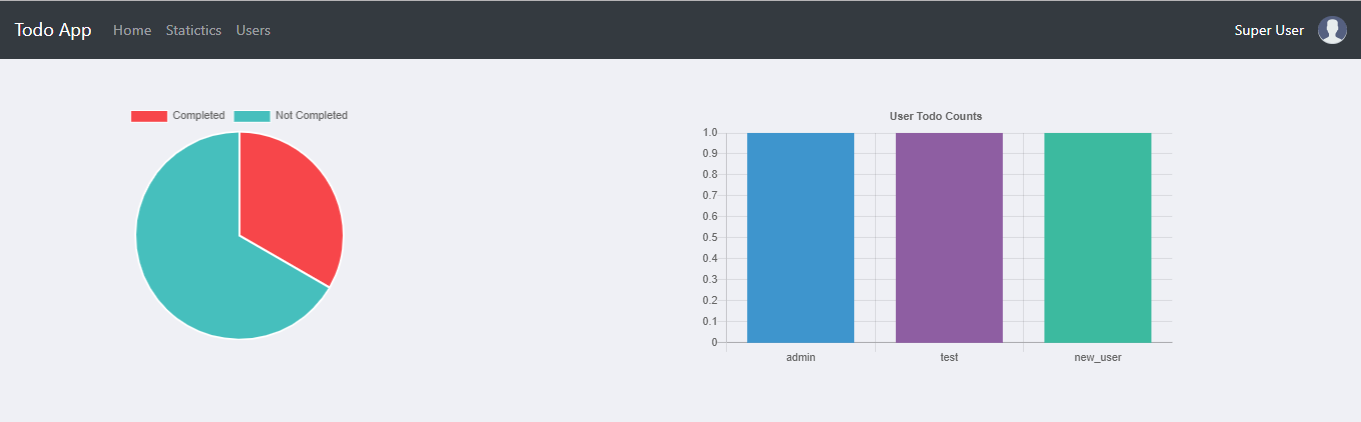 Todo App Home Statictics Users Super User
Completed Not Completed
User Todo Counts
1.0
0.9
0.8
0.7
0.6
0.5
0.4
0.3
0.2
0.1
0
admin test new_user